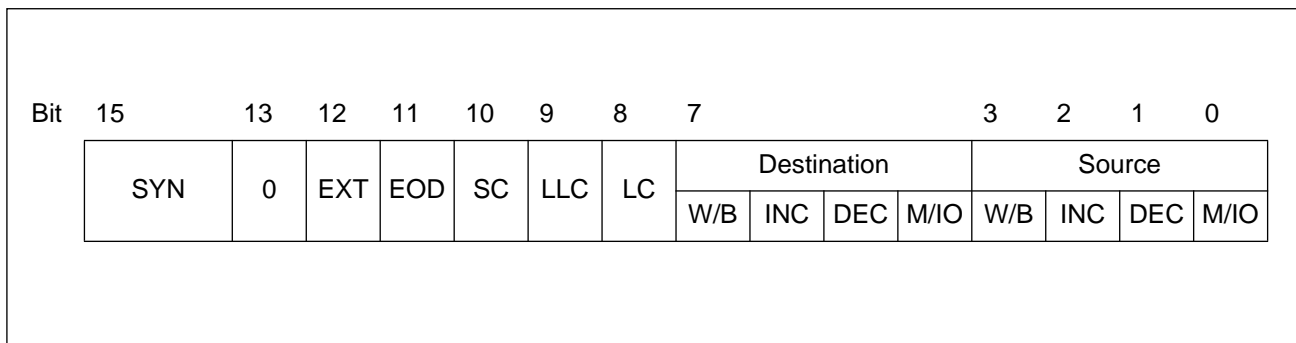 Bit 15 13 12 11 10 9 8 7 3 2 1 0
SYN 0 EXT EOD SC LLC LC Destination Source
W/B INC DEC M/IO W/B INC DEC M/IO